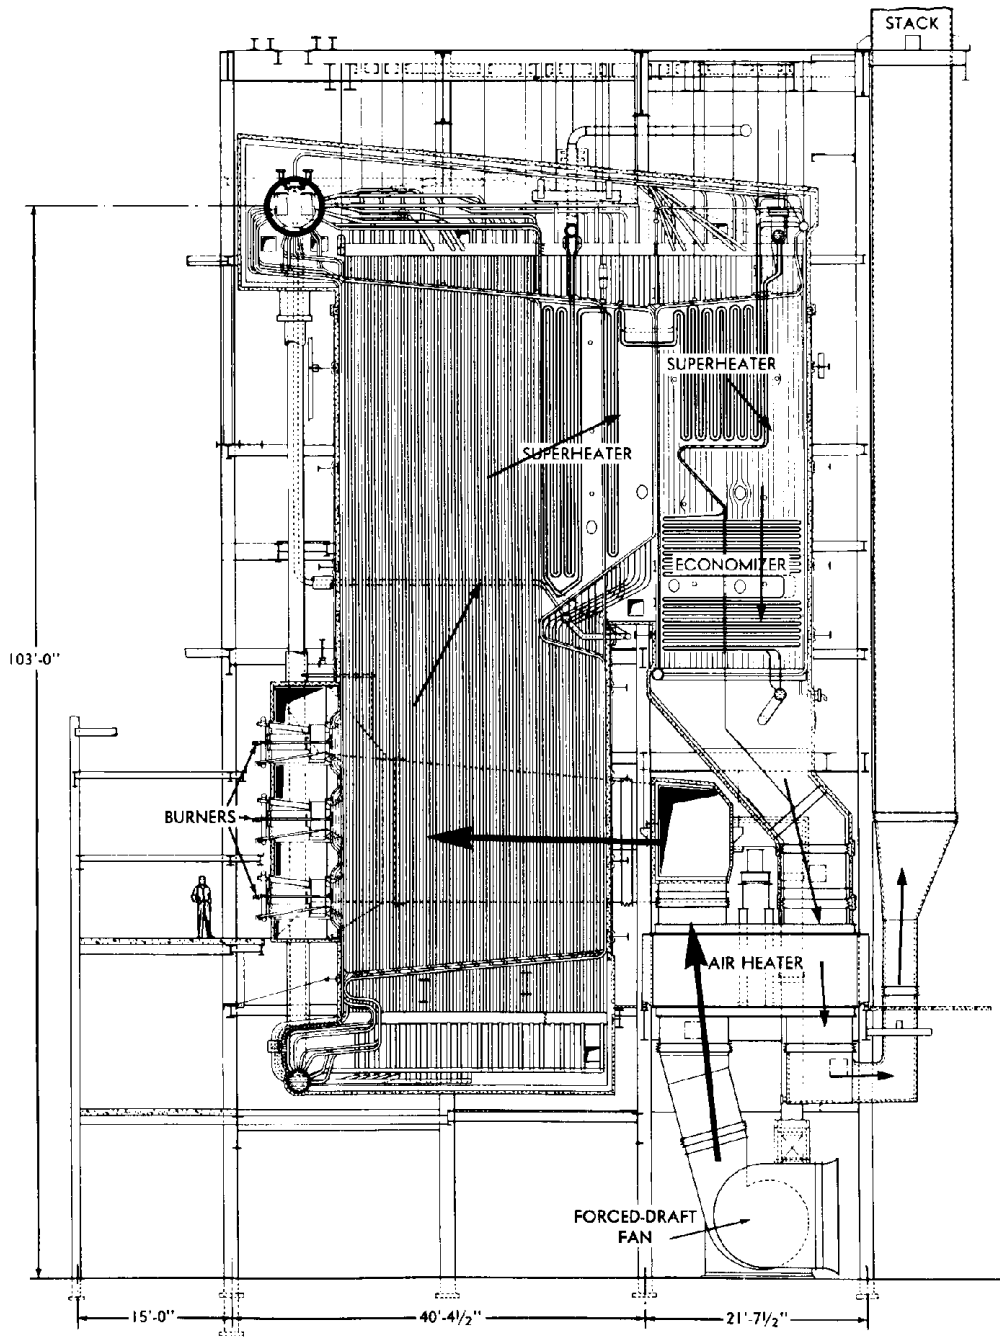 STACK
SUPERHEATER
SUPERHEATER
ECONOMIZER
103'-0"
BURNERS
AIR HEATER
FORCED-DRAFT
FAN
15'-0"
40'-4½"
21'-7½"